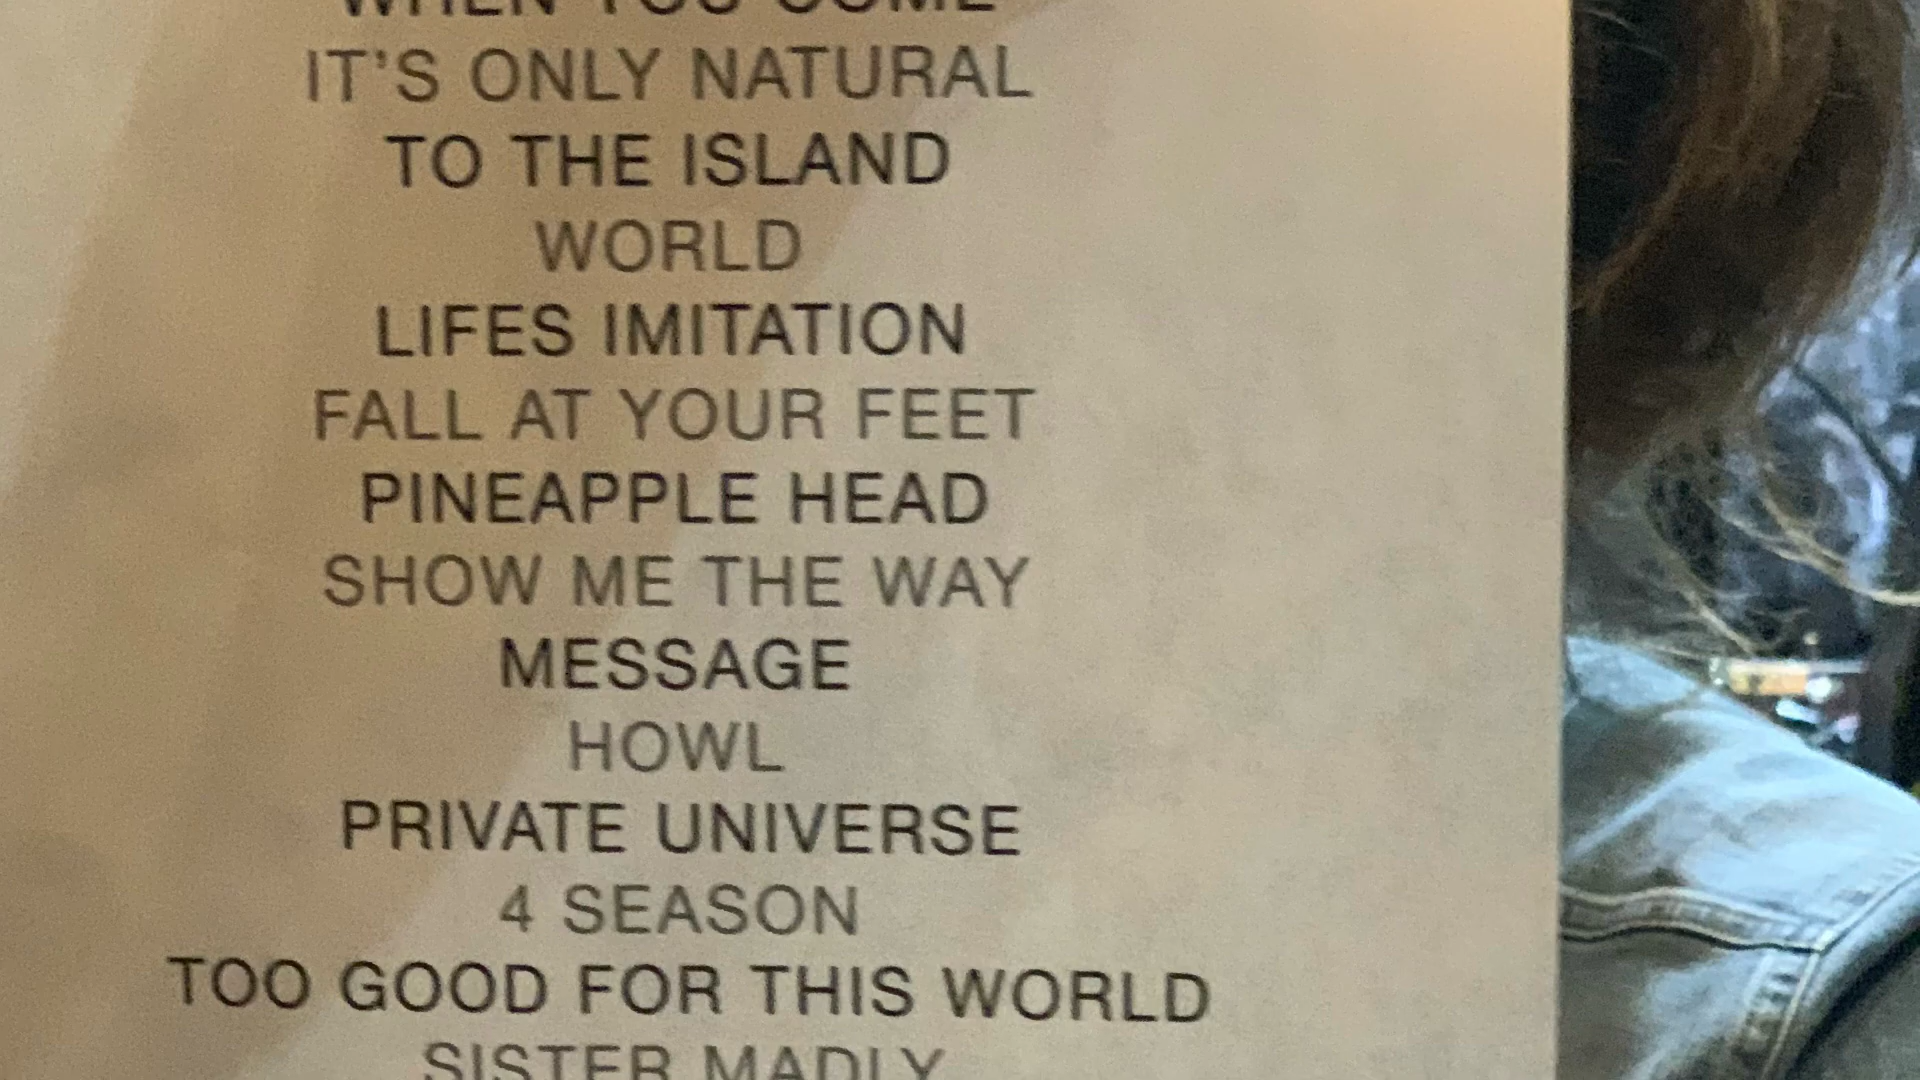 WHEN YOU COME
IT'S ONLY NATURAL
TO THE ISLAND
WORLD
LIFES IMITATION
FALL AT YOUR FEET
PINEAPPLE HEAD
SHOW ME THE WAY
MESSAGE
HOWL
PRIVATE UNIVERSE
4 SEASON
TOO GOOD FOR THIS WORLD
SISTER MADLY